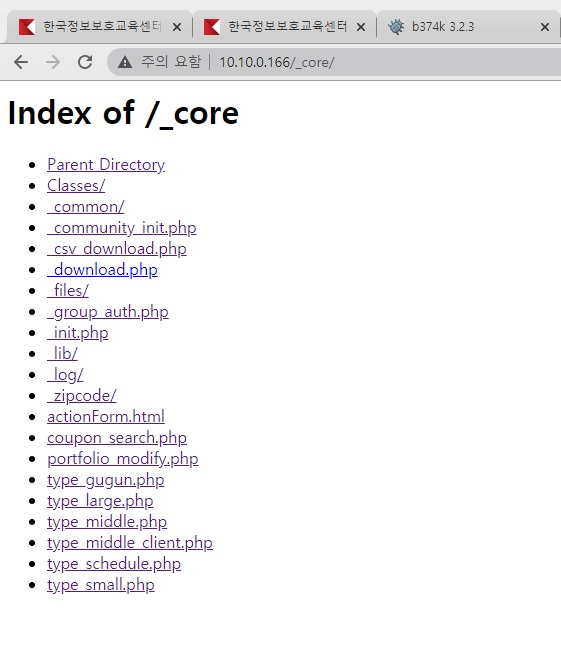 한국정보보호교육센터
한국정보보호교육센터
b374k 3.2.3
주의 요함 10.10.0.166/_core/
Index of /_core
Parent Directory
Classes/
_common/
_community_init.php
_csv_download.php
_download.php
_files/
_group_auth.php
_init.php
_lib/
_log/
_zipcode/
actionForm.html
coupon_search.php
portfolio_modify.php
type_gugun.php
type_large.php
type_middle.php
type_middle_client.php
type_schedule.php
type_small.php